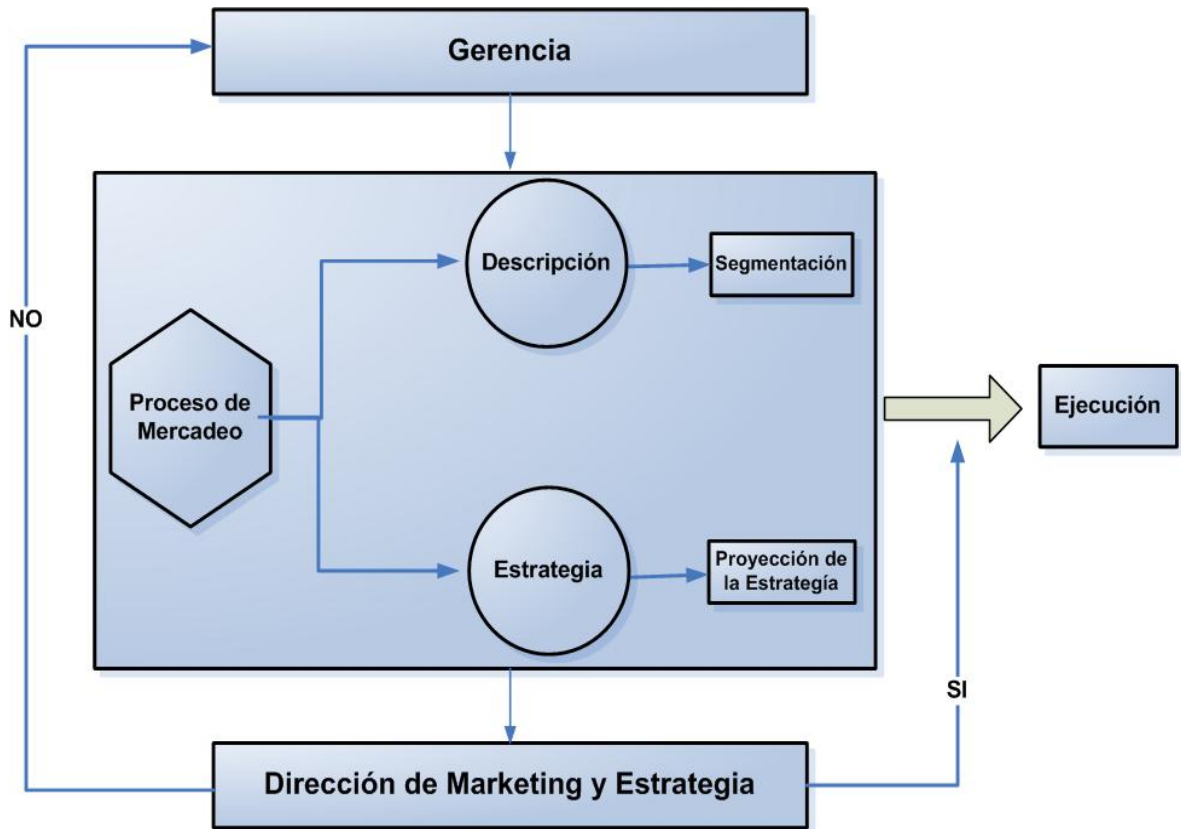 Gerencia
Descripción
Segmentación
NO
Proceso de
Mercadeo
Ejecución
Estrategia
Proyección de
la Estrategía
SI
Dirección de Marketing y Estrategia